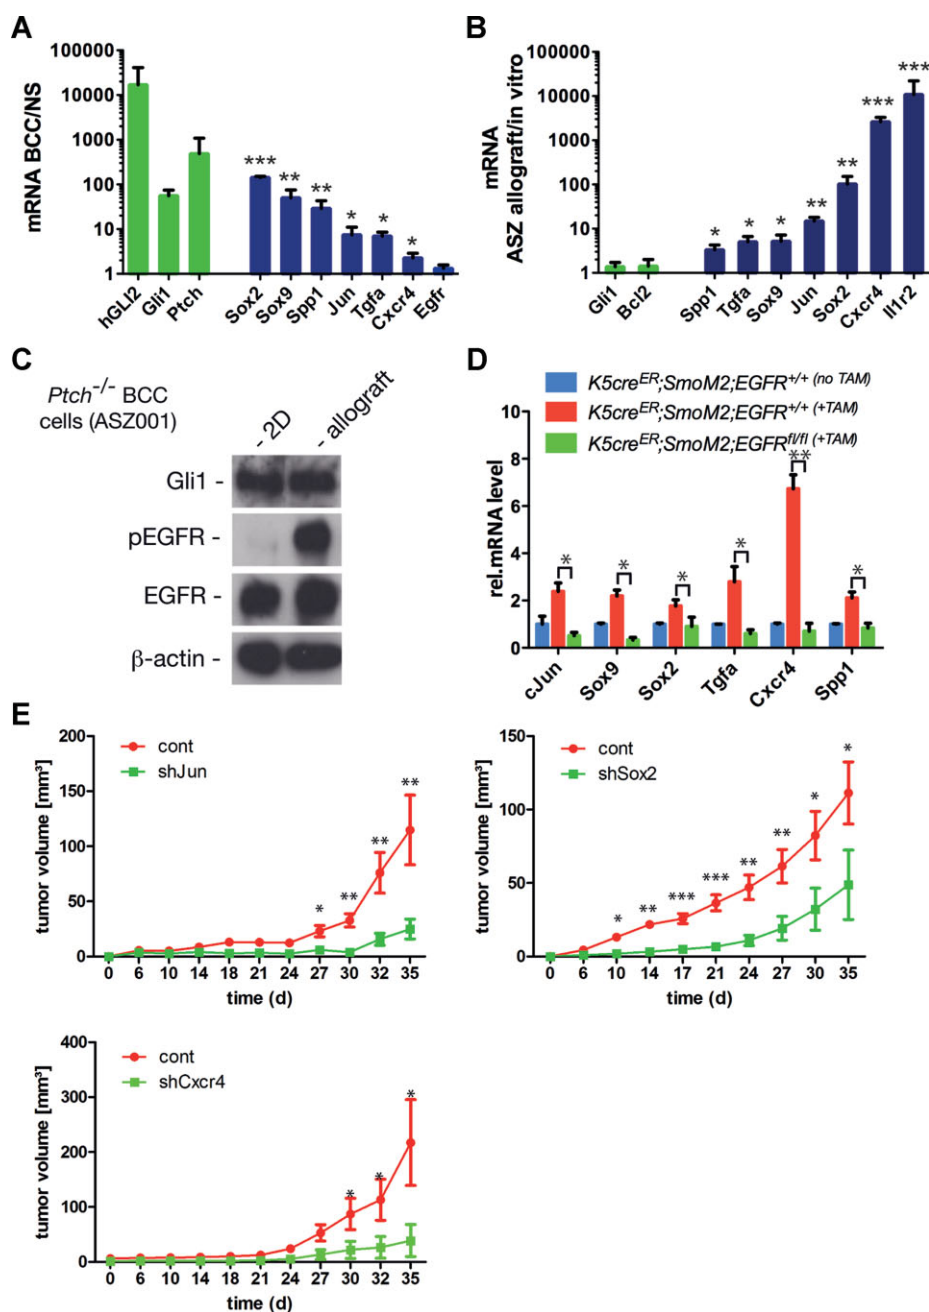 A
mRNA BCC/NS
100000
10000
1000
100
10
1
***
**
**
*
*
*
hGLI2
Gli1
Ptch
Sox2
Sox9
Spp1
Jun
Tgfa
Cxcr4
Egfr
B
mRNA
ASZ allograft/in vitro
100000
10000
1000
100
10
1
*
*
*
**
**
***
***
Gli1
Bcl2
Spp1
Tgfa
Sox9
Jun
Sox2
Cxcr4
Il1r2
C
Ptch-/- BCC
cells (ASZ001)
- 2D
- allograft
Gli1 -
pEGFR -
EGFR -
β-actin -
D
K5creER;SmoM2;EGFR+/+ (no TAM)
K5creER;SmoM2;EGFR+/+ (+TAM)
K5creER;SmoM2;EGFRfl/fl (+TAM)
rel.mRNA level
10
8
6
4
2
0
*
*
*
*
**
*
cJun
Sox9
Sox2
Tgfa
Cxcr4
Spp1
E
tumor volume [mm³]
200
150
100
50
0
cont
shJun
*
**
**
**
0 6 10 14 18 21 24 27 30 32 35
time (d)
tumor volume [mm³]
150
100
50
0
cont
shSox2
*
**
***
***
**
**
*
*
0 6 10 14 17 21 24 27 30 35
time (d)
tumor volume [mm³]
400
300
200
100
0
cont
shCxcr4
*
*
*
0 6 10 14 18 21 24 27 30 32 35
time (d)